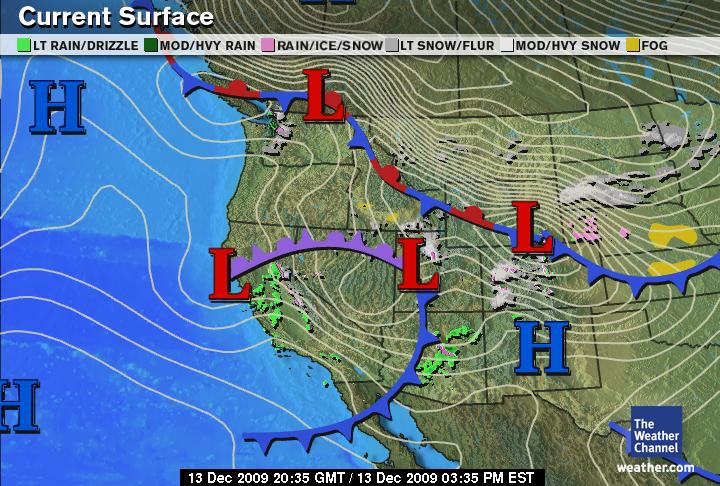 Current Surface
LT RAIN/DRIZZLE MOD/HVY RAIN RAIN/ICE/SNOW LT SNOW/FLUR MOD/HVY SNOW FOG
H
L
L
L
L
H
H
The
Weather
Channel
weather.com
13 Dec 2009 20:35 GMT / 13 Dec 2009 03:35 PM EST